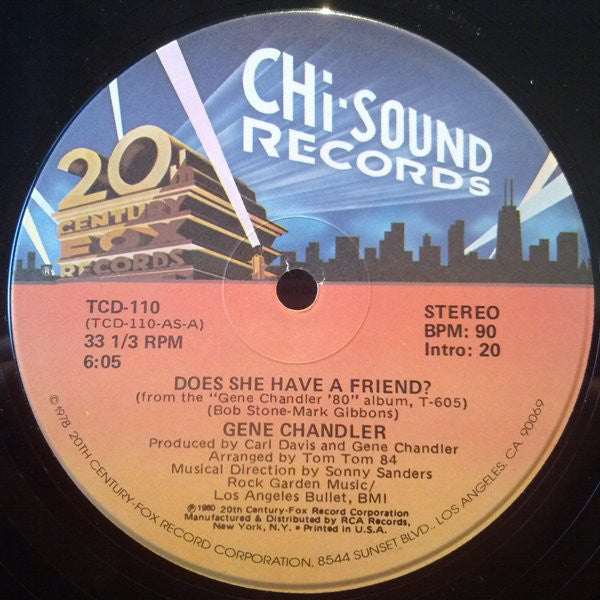 CHi-SOUND
RECORDS
20th
CENTURY
FOX
RECORDS
®
TCD-110
(TCD-110-AS-A)
33 1/3 RPM
6:05
STEREO
BPM: 90
Intro: 20
DOES SHE HAVE A FRIEND?
(from the "Gene Chandler '80" album, T-605)
(Bob Stone-Mark Gibbons)
GENE CHANDLER
Produced by Carl Davis and Gene Chandler
Arranged by Tom Tom 84
Musical Direction by Sonny Sanders
Rock Garden Music/
Los Angeles Bullet, BMI
℗ 1980 20th Century-Fox Record Corporation
Manufactured & Distributed by RCA Records,
New York, N.Y. • Printed in U.S.A.
© 1978 20TH CENTURY-FOX RECORD CORPORATION, 8544 SUNSET BLVD., LOS ANGELES, CA. 90069